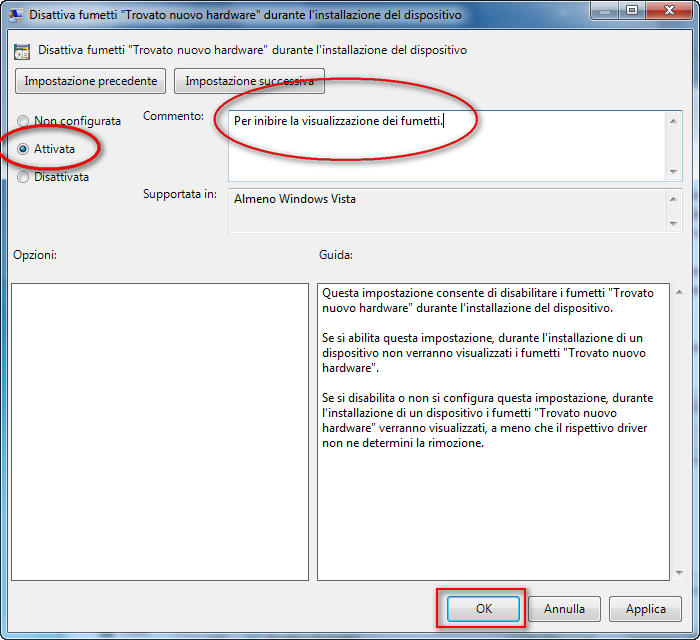 Disattiva fumetti "Trovato nuovo hardware" durante l'installazione del dispositivo
Disattiva fumetti "Trovato nuovo hardware" durante l'installazione del dispositivo
Impostazione precedente
Impostazione successiva
Non configurata
Attivata
Disattivata
Commento:
Per inibire la visualizzazione dei fumetti.
Supportata in:
Almeno Windows Vista
Opzioni:
Guida:
Questa impostazione consente di disabilitare i fumetti "Trovato
nuovo hardware" durante l'installazione del dispositivo.
Se si abilita questa impostazione, durante l'installazione di un
dispositivo non verranno visualizzati i fumetti "Trovato nuovo
hardware".
Se si disabilita o non si configura questa impostazione, durante
l'installazione di un dispositivo i fumetti "Trovato nuovo
hardware" verranno visualizzati, a meno che il rispettivo driver
non ne determini la rimozione.
OK
Annulla
Applica